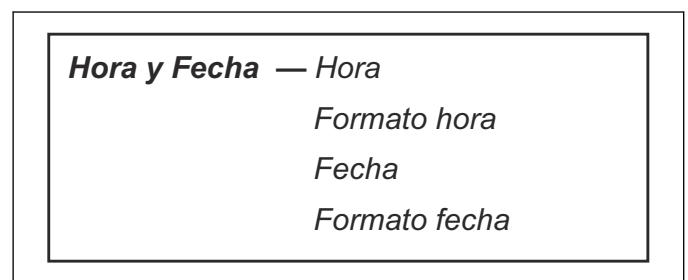 Hora y Fecha — Hora
Formato hora
Fecha
Formato fecha